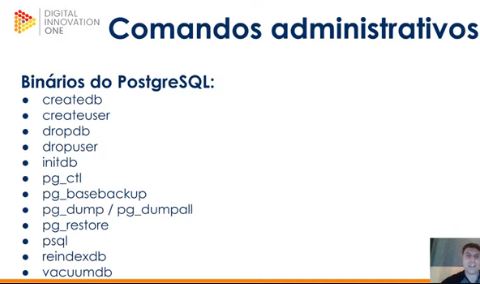 DIGITAL
INNOVATION
ONE
Comandos administrativos
Binários do PostgreSQL:
• createdb
• createuser
• dropdb
• dropuser
• initdb
• pg_ctl
• pg_basebackup
• pg_dump / pg_dumpall
• pg_restore
• psql
• reindexdb
• vacuumdb